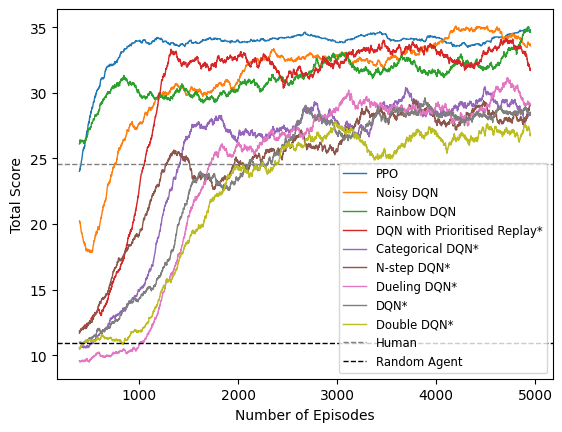 35
30
25
20
15
10
Total Score
1000
2000
3000
4000
5000
Number of Episodes
PPO
Noisy DQN
Rainbow DQN
DQN with Prioritised Replay*
Categorical DQN*
N-step DQN*
Dueling DQN*
DQN*
Double DQN*
Human
Random Agent